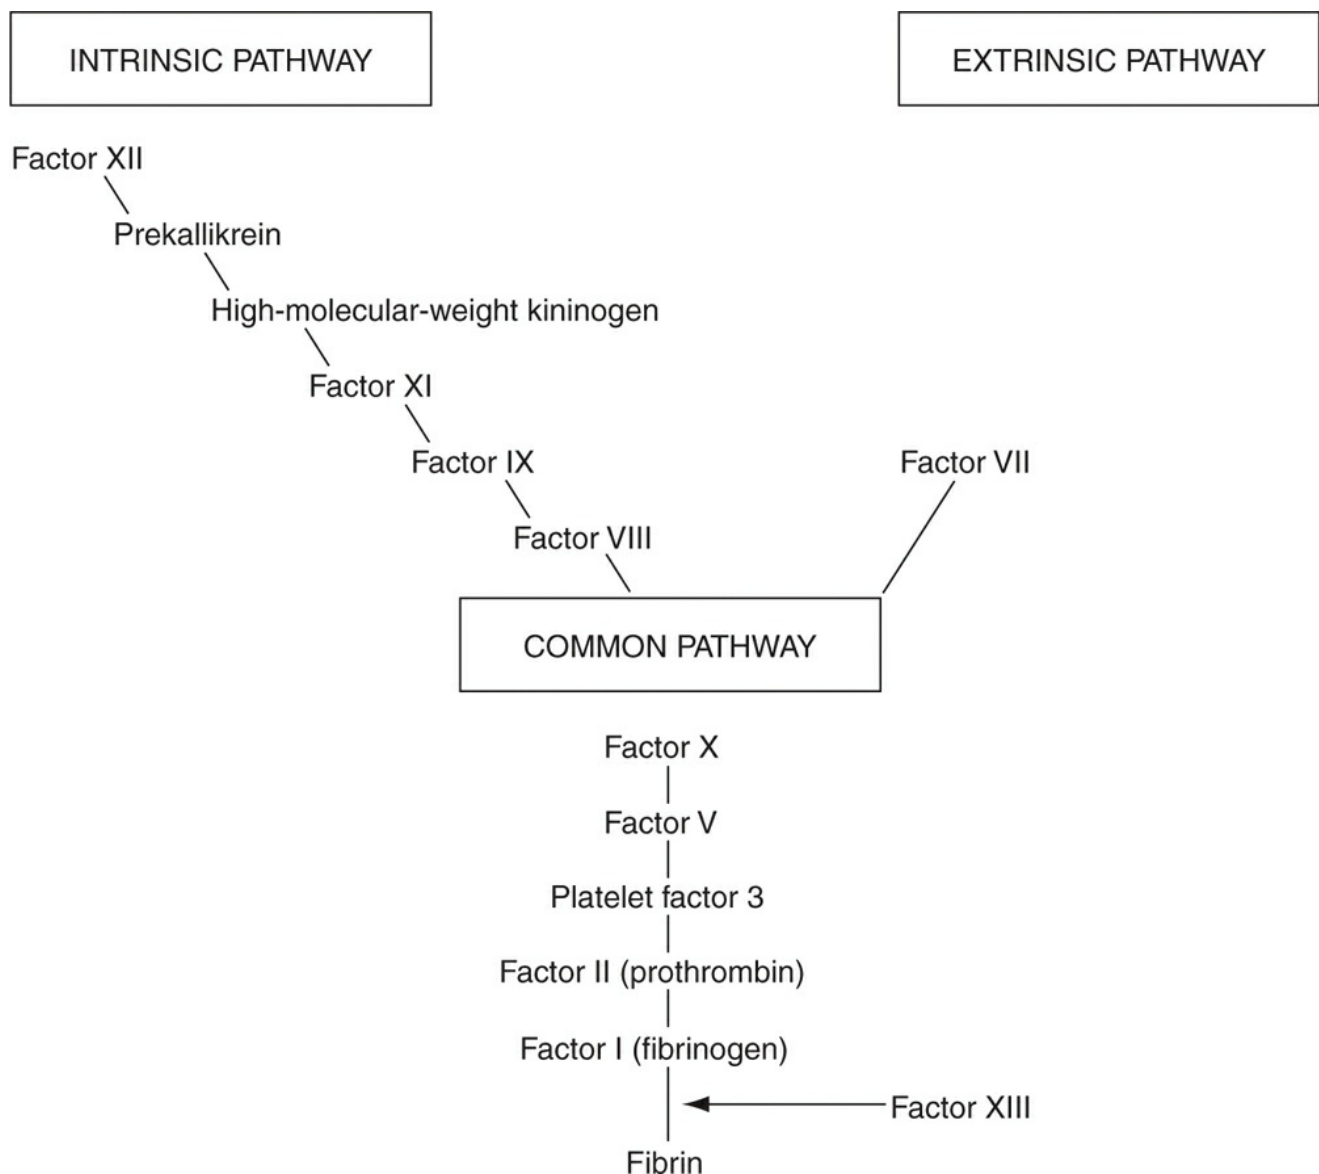 INTRINSIC PATHWAY
EXTRINSIC PATHWAY
Factor XII
Prekallikrein
High-molecular-weight kininogen
Factor XI
Factor IX
Factor VII
Factor VIII
COMMON PATHWAY
Factor X
Factor V
Platelet factor 3
Factor II (prothrombin)
Factor I (fibrinogen)
Factor XIII
Fibrin